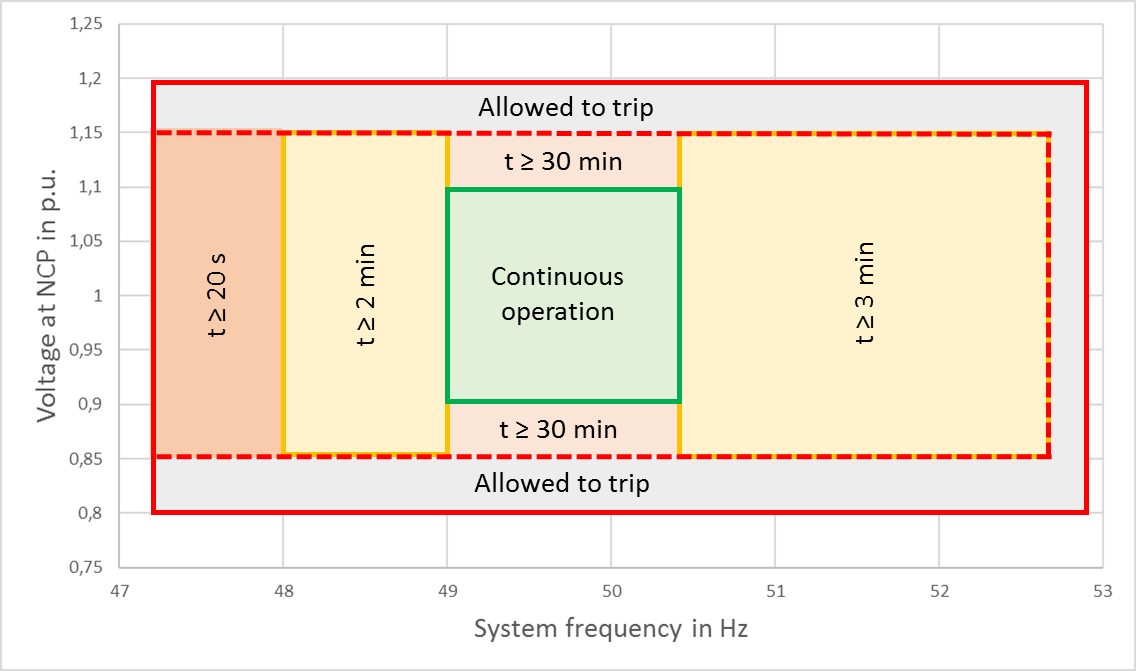 1,25
1,2
1,15
1,1
1,05
1
0,95
0,9
0,85
0,8
0,75
Voltage at NCP in p.u.
Allowed to trip
t ≥ 30 min
t ≥ 20 s
t ≥ 2 min
Continuous
operation
t ≥ 3 min
t ≥ 30 min
Allowed to trip
47 48 49 50 51 52 53
System frequency in Hz